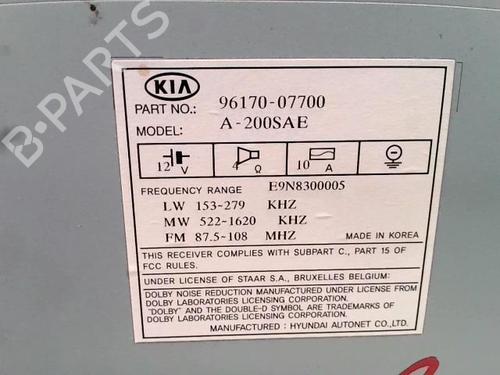 B-PARTS
KIA
PART NO.: 96170-07700
MODEL: A-200SAE
12 V 4 Ω 10 A
FREQUENCY RANGE E9N8300005
LW 153~279 KHZ
MW 522~1620 KHZ
FM 87.5~108 MHZ MADE IN KOREA
THIS RECEIVER COMPLIES WITH SUBPART C., PART 15 OF
FCC RULES.
UNDER LICENSE OF STAAR S.A., BRUXELLES BELGIUM:
DOLBY NOISE REDUCTION MANUFACTURED UNDER LICENSE FROM
DOLBY LABORATORIES LICENSING CORPORATION.
"DOLBY" AND THE DOUBLE-D SYMBOL ARE TRADEMARKS OF
DOLBY LABORATORIES LICENSING CORPORATION.
MANUFACTURED : HYUNDAI AUTONET CO.,LTD.